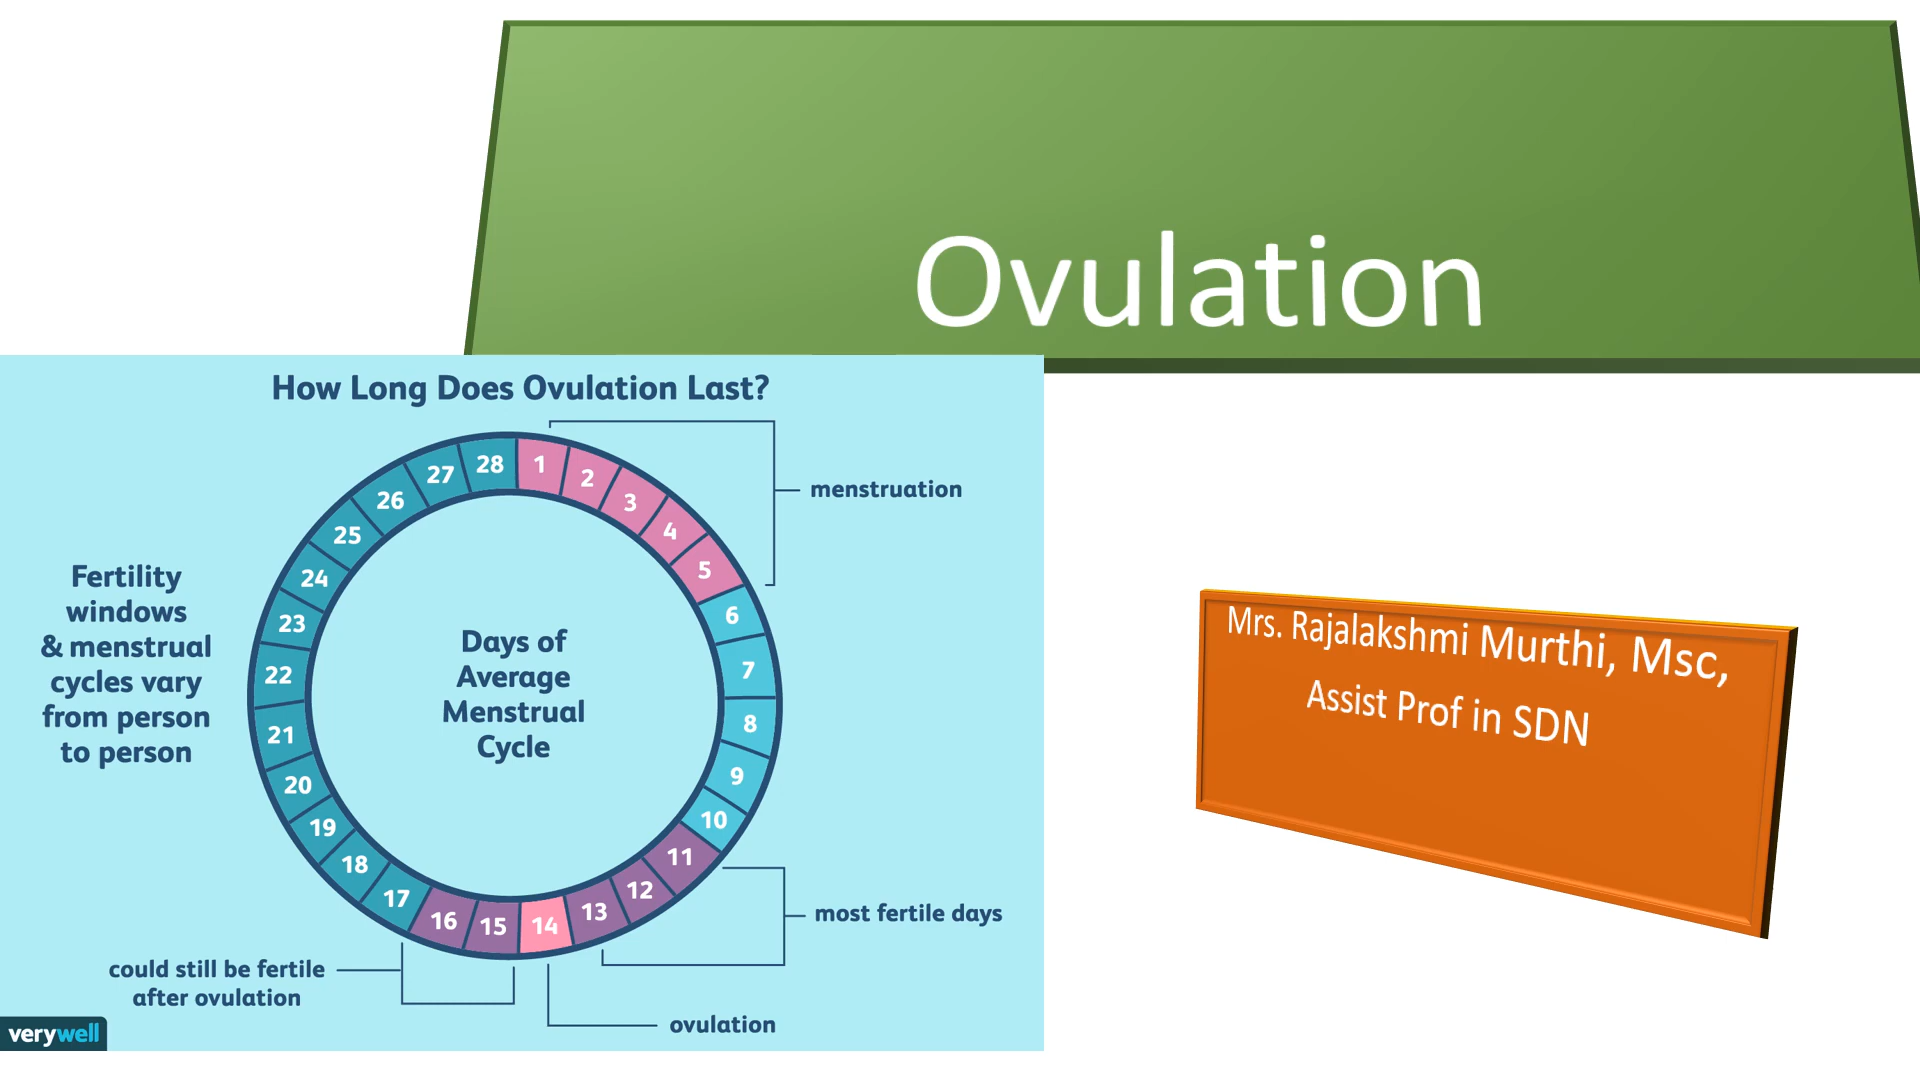 Ovulation
How Long Does Ovulation Last?
28
1
2
3
4
5
6
7
8
9
10
11
12
13
14
15
16
17
18
19
20
21
22
23
24
25
26
27
menstruation
Fertility
windows
& menstrual
cycles vary
from person
to person
Days of
Average
Menstrual
Cycle
most fertile days
could still be fertile
after ovulation
ovulation
verywell
Mrs. Rajalakshmi Murthi, Msc,
Assist Prof in SDN